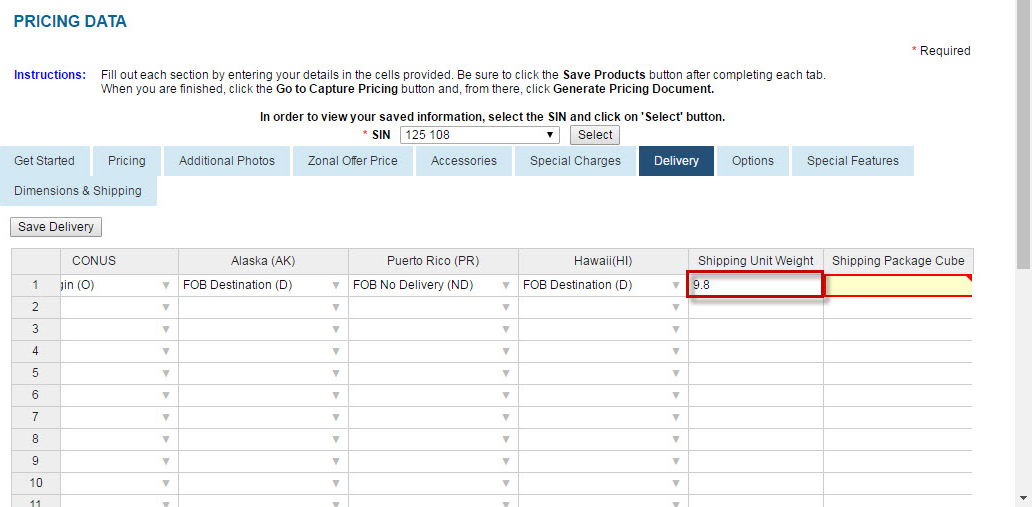 PRICING DATA
* Required
Instructions: Fill out each section by entering your details in the cells provided. Be sure to click the Save Products button after completing each tab.
When you are finished, click the Go to Capture Pricing button and, from there, click Generate Pricing Document.
In order to view your saved information, select the SIN and click on 'Select' button.
* SIN 125 108 Select
Get Started Pricing Additional Photos Zonal Offer Price Accessories Special Charges Delivery Options Special Features
Dimensions & Shipping
Save Delivery
CONUS Alaska (AK) Puerto Rico (PR) Hawaii(HI) Shipping Unit Weight Shipping Package Cube
1 gin (O) FOB Destination (D) FOB No Delivery (ND) FOB Destination (D) 9.8
2
3
4
5
6
7
8
9
10
11